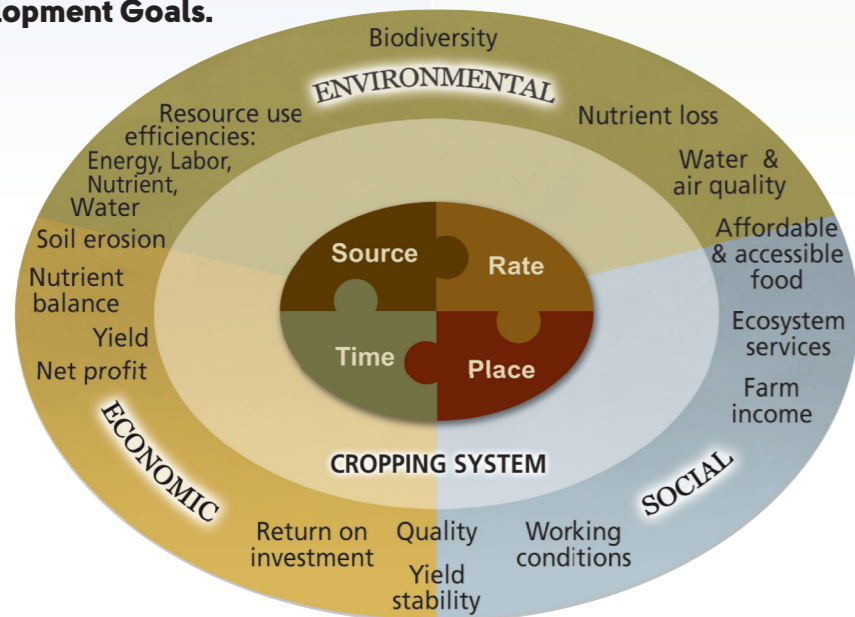 lopment Goals.
Biodiversity
ENVIRONMENTAL
Resource use
efficiencies:
Energy, Labor,
Nutrient,
Water
Nutrient loss
Water &
air quality
Soil erosion
Nutrient
balance
Yield
Net profit
ECONOMIC
Affordable
& accessible
food
Ecosystem
services
Farm
income
SOCIAL
Source
Rate
Time
Place
CROPPING SYSTEM
Return on
investment
Quality
Yield
stability
Working
conditions